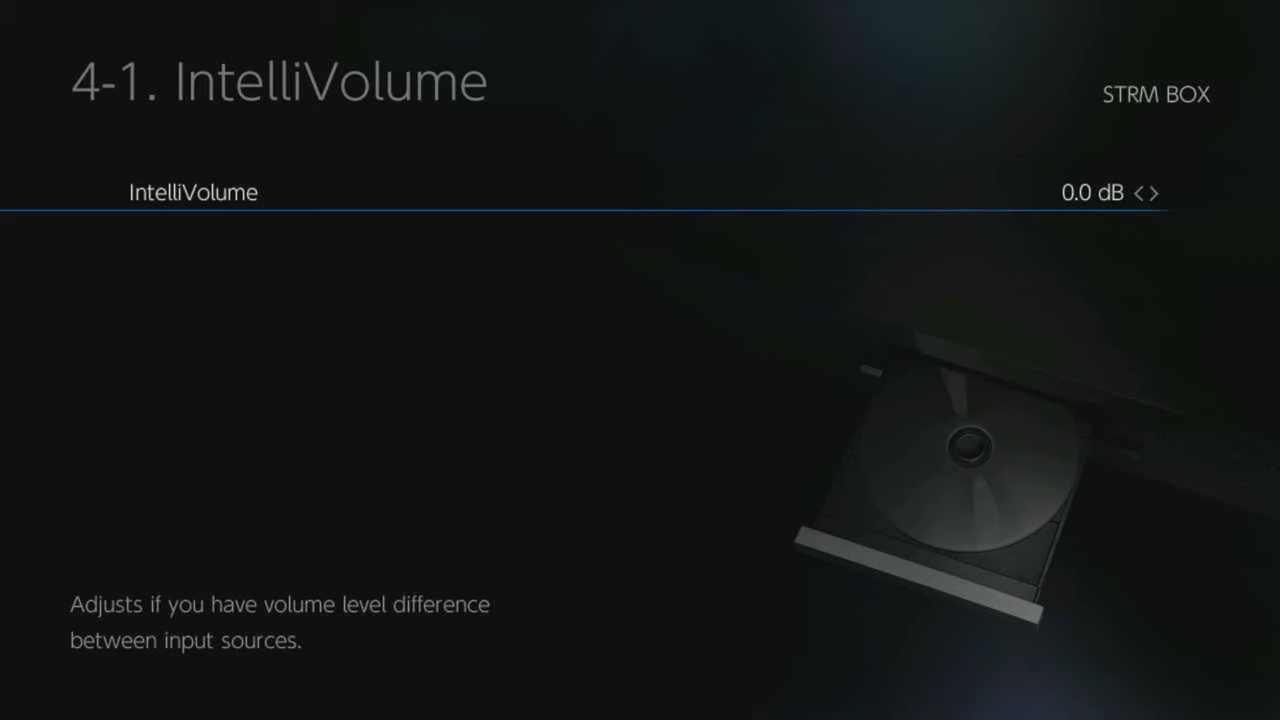 4-1. IntelliVolume
STRM BOX
IntelliVolume
0.0 dB < >
Adjusts if you have volume level difference
between input sources.